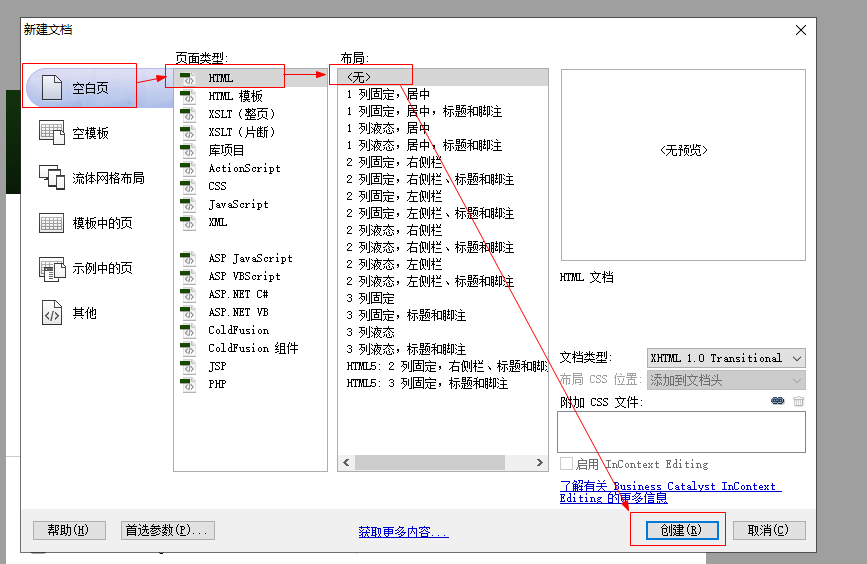 新建文档
空白页
空模板
流体网格布局
模板中的页
示例中的页
其他
页面类型:
HTML
HTML 模板
XSLT（整页）
XSLT（片断）
库项目
ActionScript
CSS
JavaScript
XML
ASP JavaScript
ASP VBScript
ASP.NET C#
ASP.NET VB
ColdFusion
ColdFusion 组件
JSP
PHP
布局:
<无>
1 列固定，居中
1 列固定，居中，标题和脚注
1 列液态，居中
1 列液态，居中，标题和脚注
2 列固定，右侧栏
2 列固定，右侧栏、标题和脚注
2 列固定，左侧栏
2 列固定，左侧栏、标题和脚注
2 列液态，右侧栏
2 列液态，右侧栏、标题和脚注
2 列液态，左侧栏
2 列液态，左侧栏、标题和脚注
3 列固定
3 列固定，标题和脚注
3 列液态
3 列液态，标题和脚注
HTML5: 2 列固定，右侧栏、标题和脚
HTML5: 3 列固定，标题和脚注
<无预览>
HTML 文档
文档类型: XHTML 1.0 Transitional
布局 CSS 位置: 添加到文档头
附加 CSS 文件:
启用 InContext Editing
了解有关 Business Catalyst InContext
Editing 的更多信息
帮助(H) 首选参数(P)... 获取更多内容... 创建(R) 取消(C)